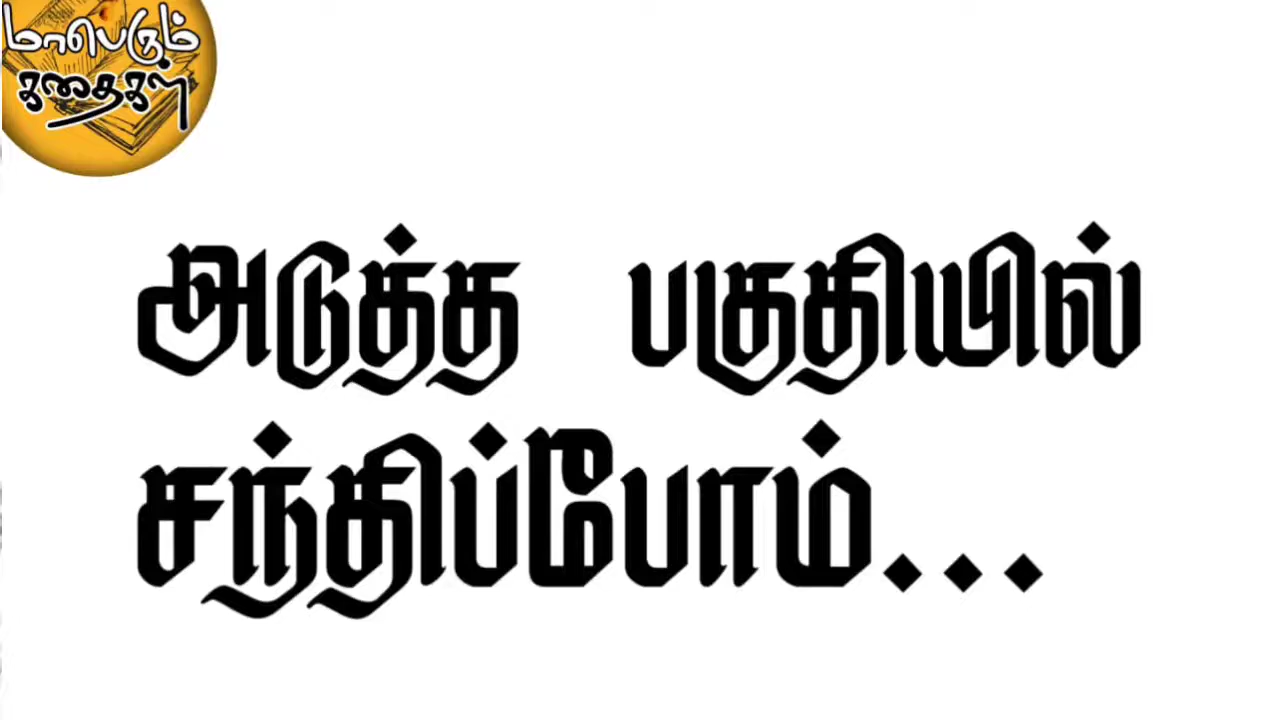 மாபெரும்
கதைகள்
அடுத்த பகுதியில்
சந்திப்போம்...